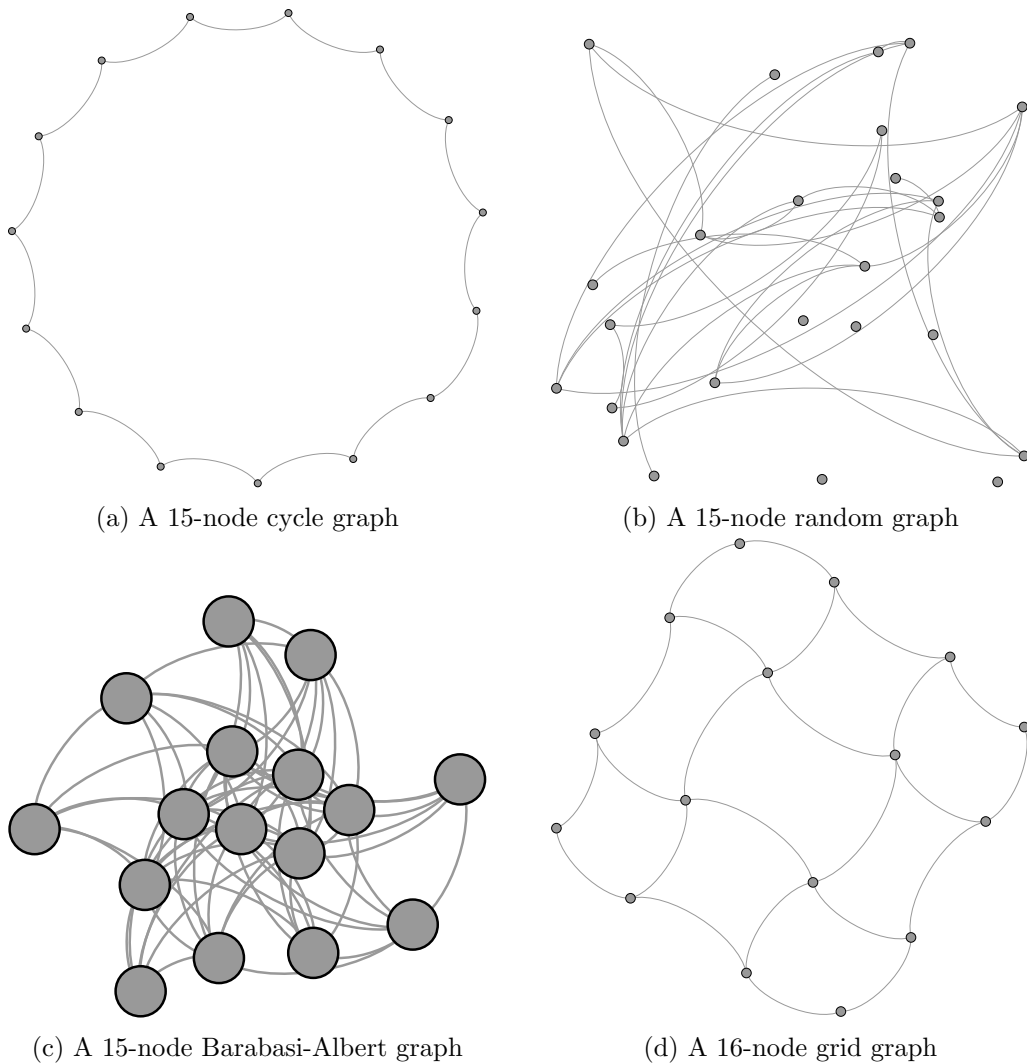 (a) A 15-node cycle graph
(b) A 15-node random graph
(c) A 15-node Barabasi-Albert graph
(d) A 16-node grid graph